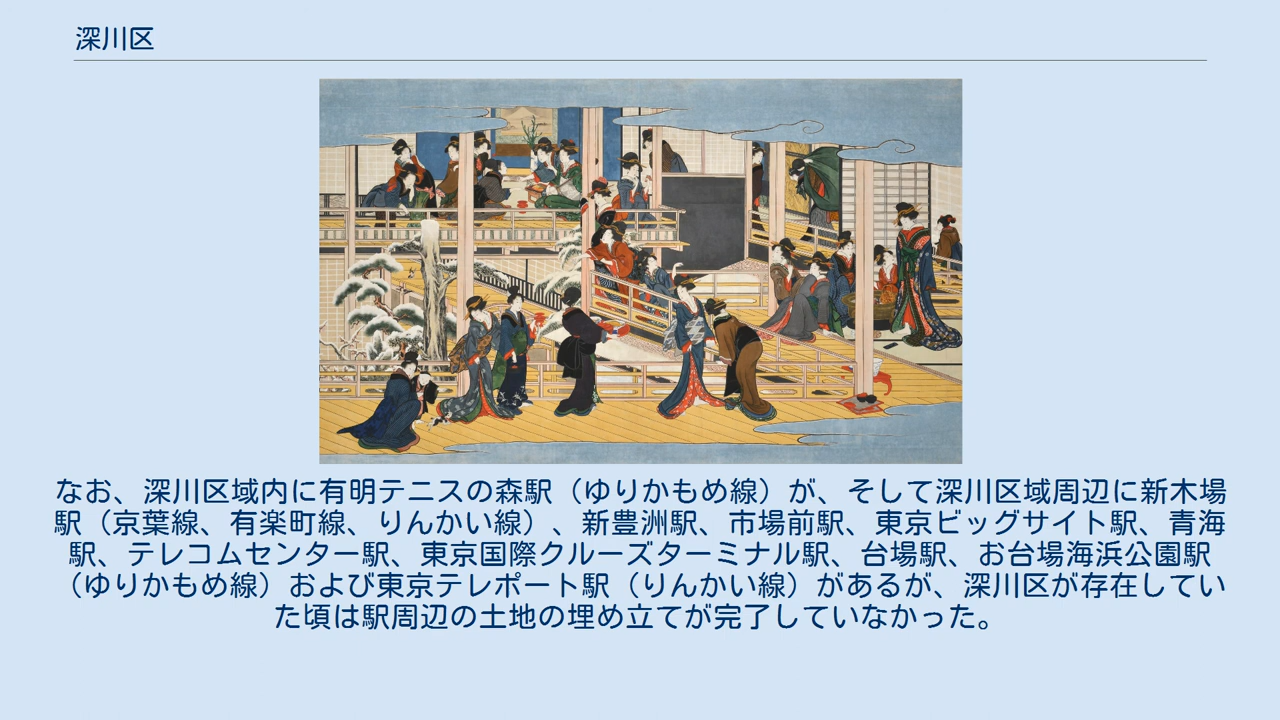 深川区
なお、深川区域内に有明テニスの森駅（ゆりかもめ線）が、そして深川区域周辺に新木場
駅（京葉線、有楽町線、りんかい線）、新豊洲駅、市場前駅、東京ビッグサイト駅、青海
駅、テレコムセンター駅、東京国際クルーズターミナル駅、台場駅、お台場海浜公園駅
（ゆりかもめ線）および東京テレポート駅（りんかい線）があるが、深川区が存在してい
た頃は駅周辺の土地の埋め立てが完了していなかった。